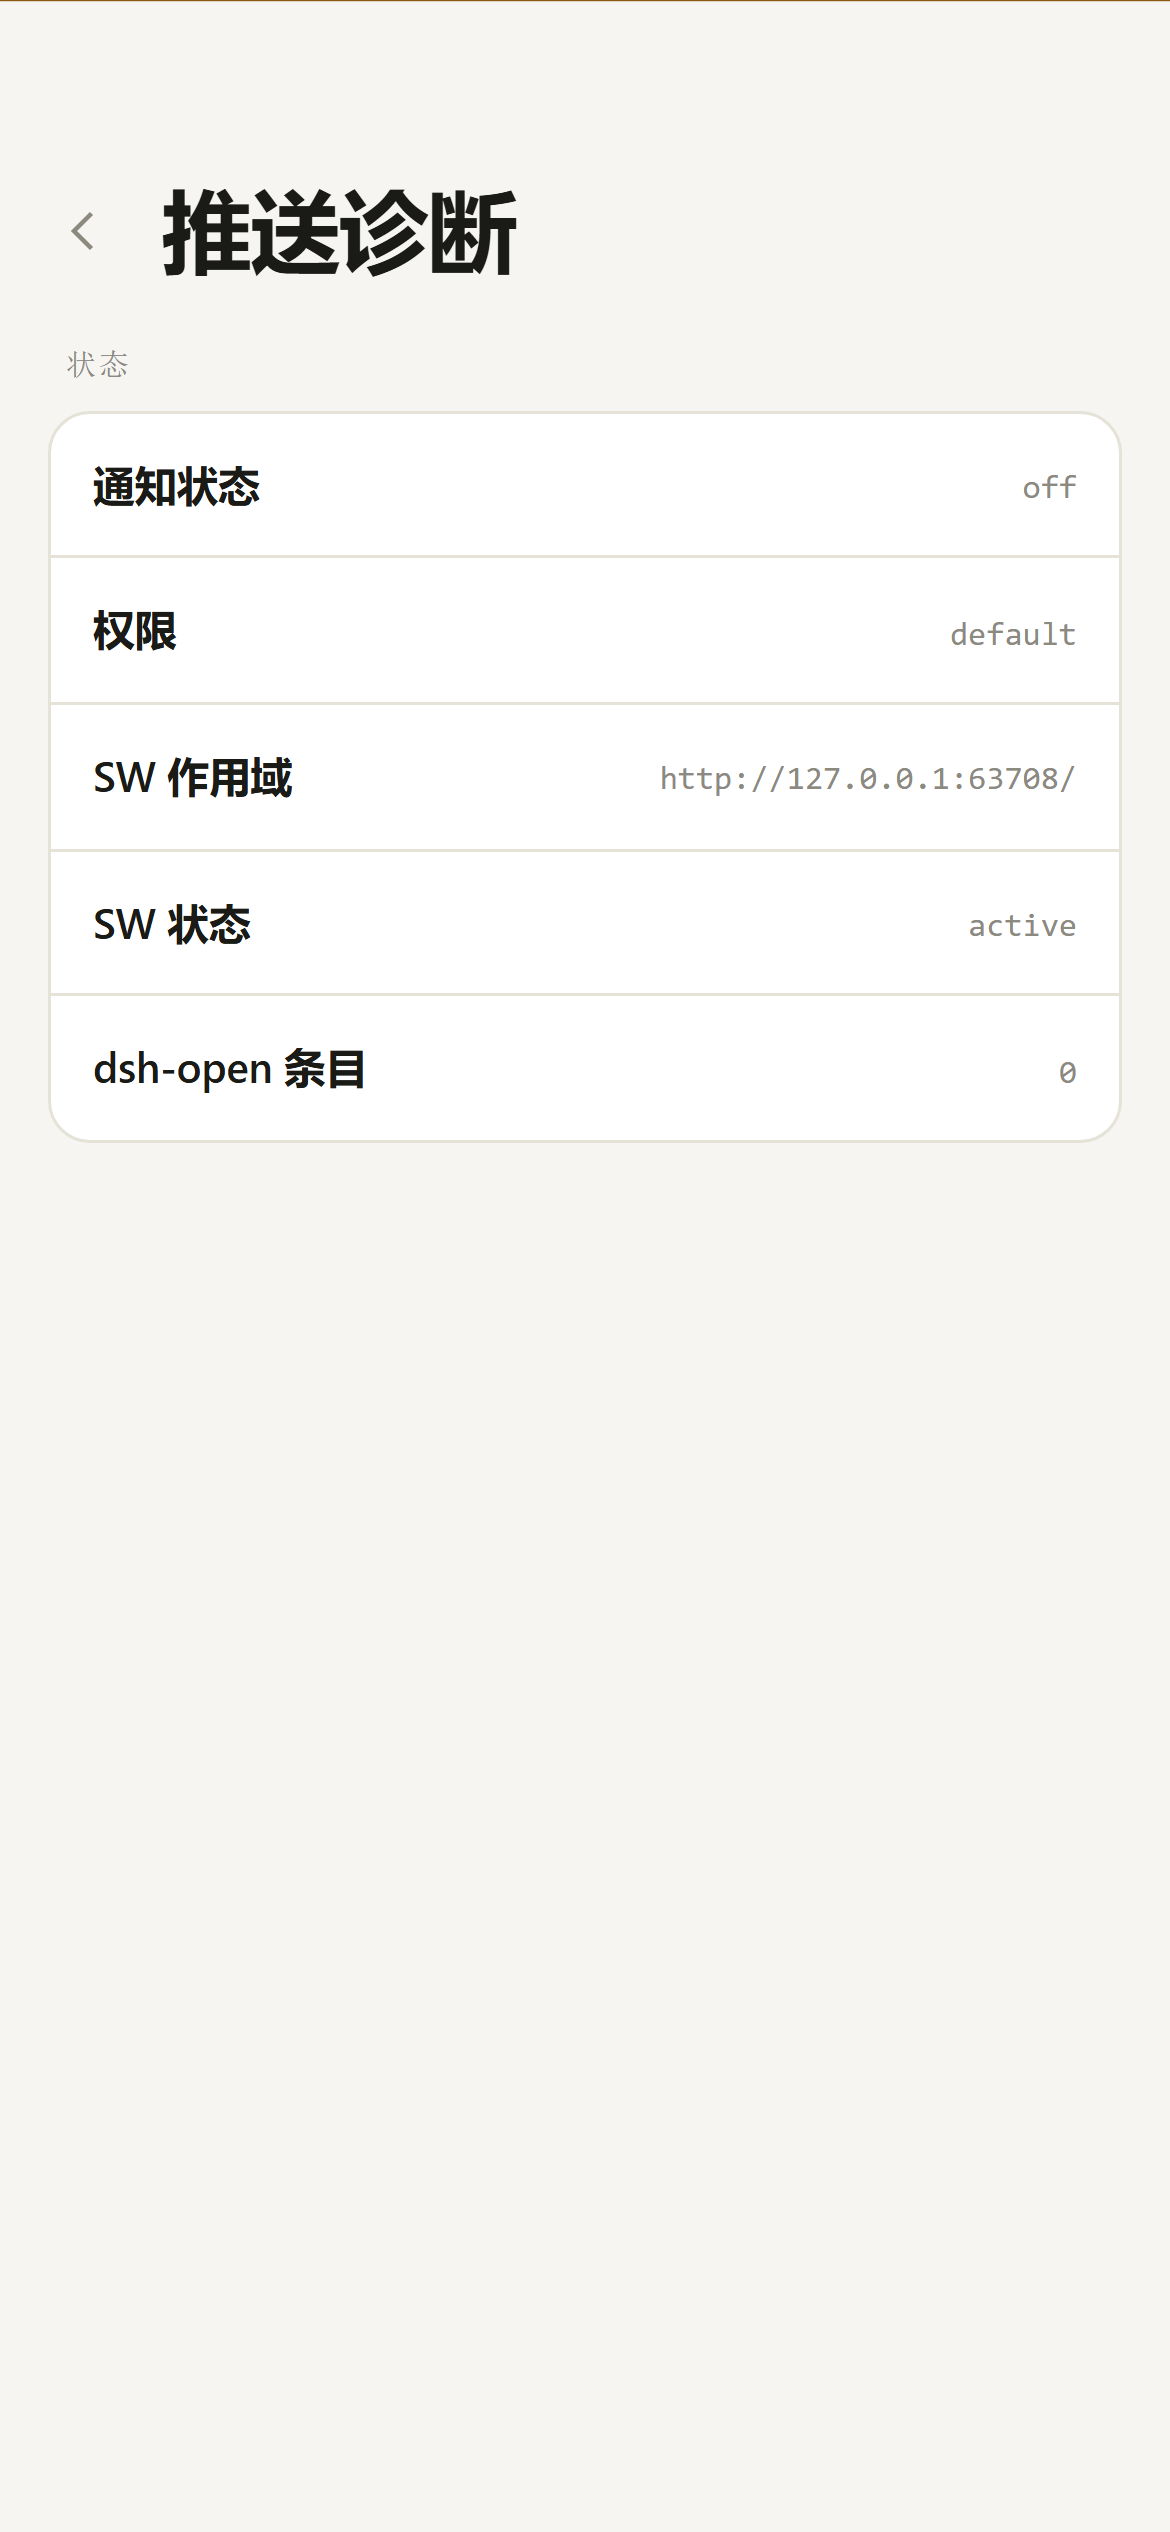 推送诊断
状态
通知状态 off
权限 default
SW 作用域 http://127.0.0.1:63708/
SW 状态 active
dsh-open 条目 0